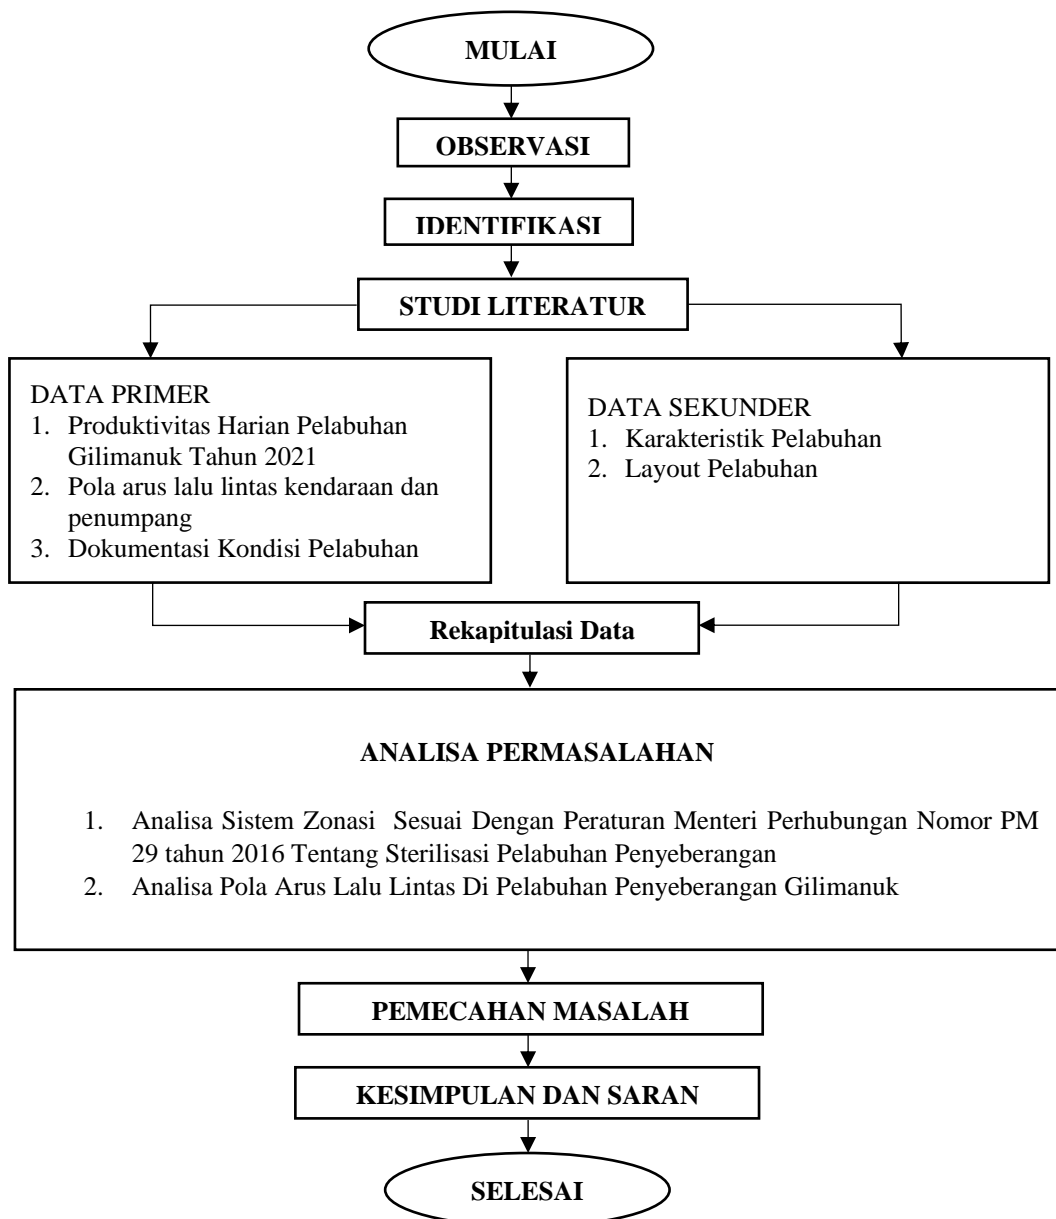 MULAI
OBSERVASI
IDENTIFIKASI
STUDI LITERATUR
DATA PRIMER
1. Produktivitas Harian Pelabuhan
Gilimanuk Tahun 2021
2. Pola arus lalu lintas kendaraan dan
penumpang
3. Dokumentasi Kondisi Pelabuhan
DATA SEKUNDER
1. Karakteristik Pelabuhan
2. Layout Pelabuhan
Rekapitulasi Data
ANALISA PERMASALAHAN
1. Analisa Sistem Zonasi Sesuai Dengan Peraturan Menteri Perhubungan Nomor PM
29 tahun 2016 Tentang Sterilisasi Pelabuhan Penyeberangan
2. Analisa Pola Arus Lalu Lintas Di Pelabuhan Penyeberangan Gilimanuk
PEMECAHAN MASALAH
KESIMPULAN DAN SARAN
SELESAI